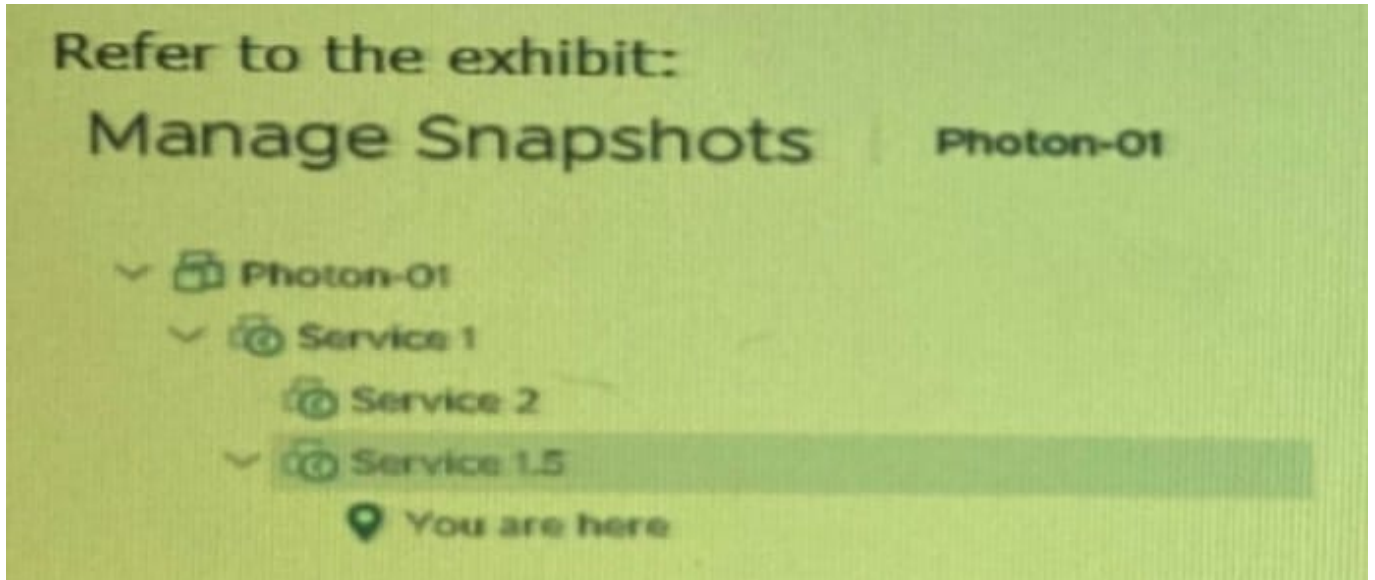 Refer to the exhibit:
Manage Snapshots Photon-01
Photon-01
Service 1
Service 2
Service 1.5
You are here